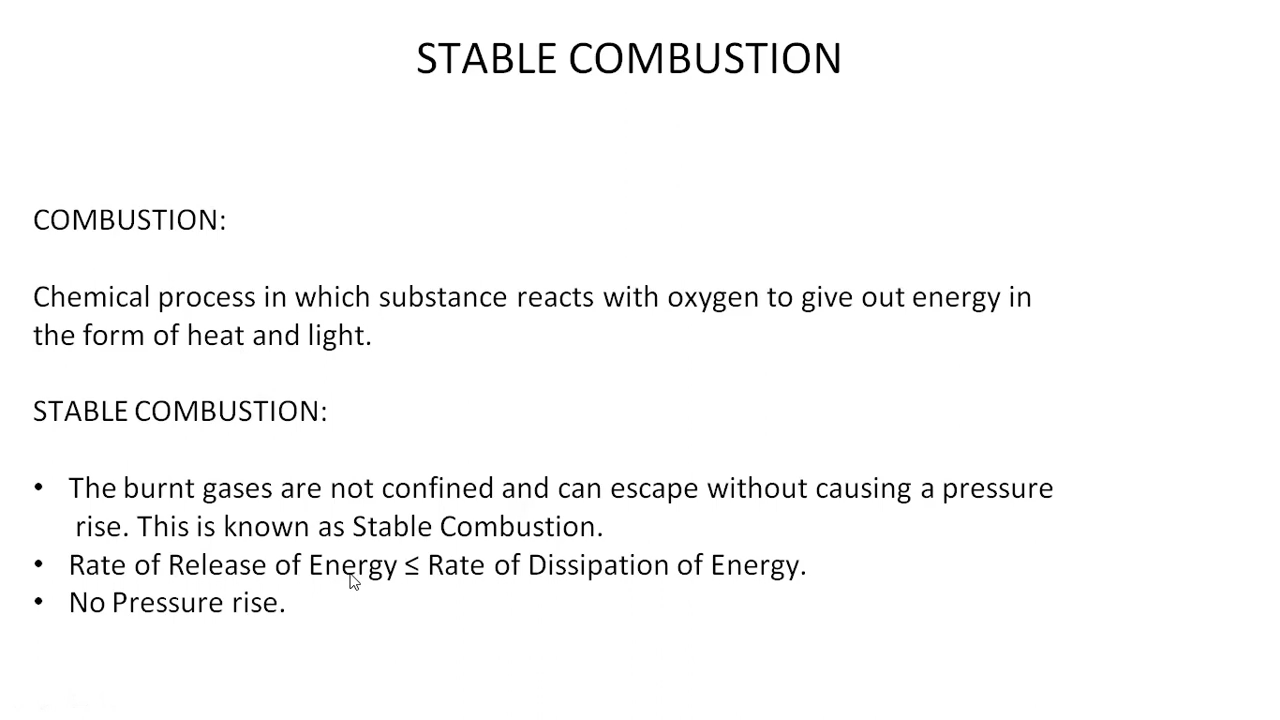 STABLE COMBUSTION
COMBUSTION:
Chemical process in which substance reacts with oxygen to give out energy in
the form of heat and light.
STABLE COMBUSTION:
• The burnt gases are not confined and can escape without causing a pressure
rise. This is known as Stable Combustion.
• Rate of Release of Energy ≤ Rate of Dissipation of Energy.
• No Pressure rise.